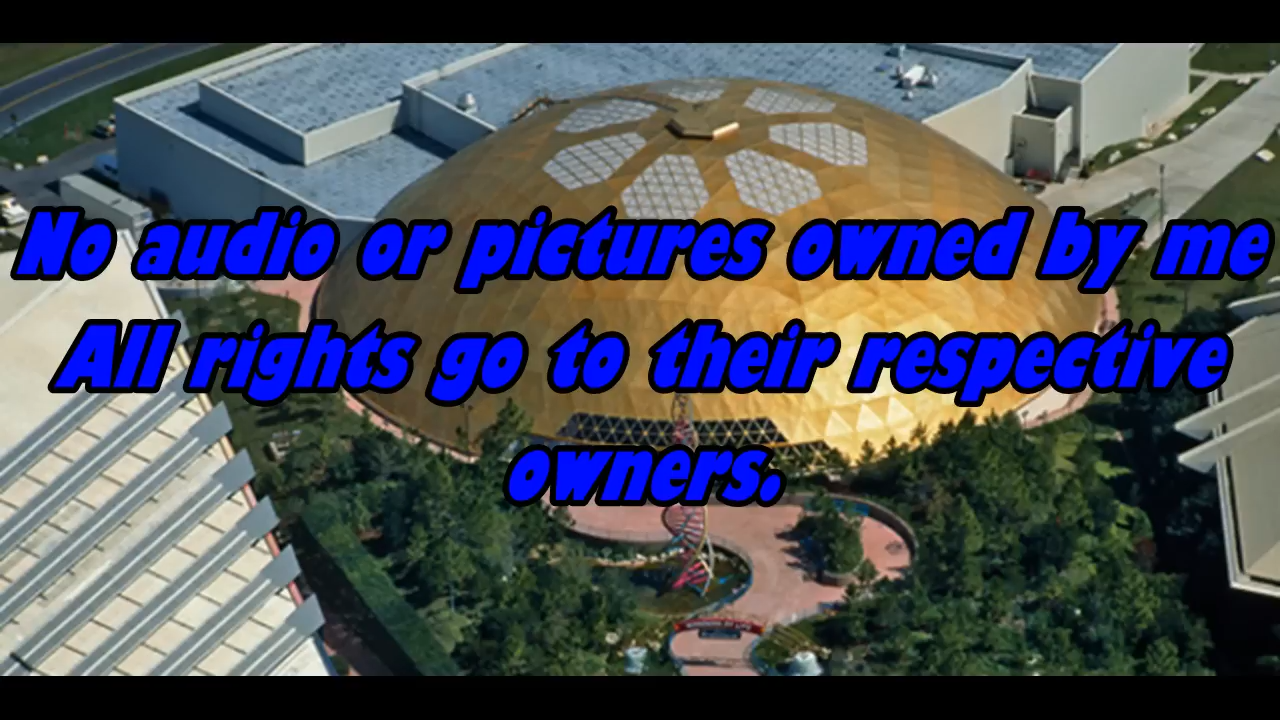 No audio or pictures owned by me
All rights go to their respective
owners.